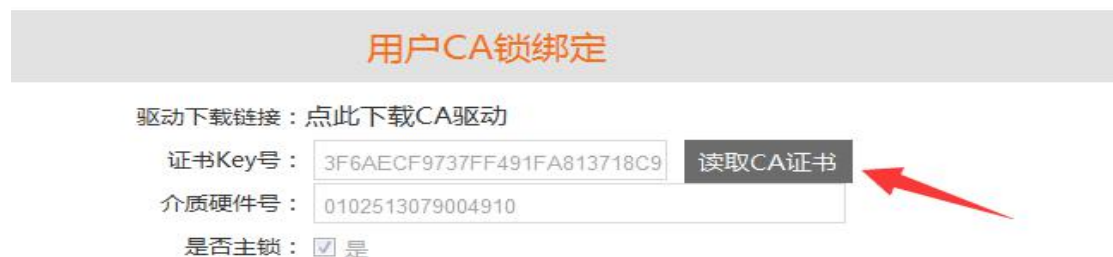 用户CA锁绑定
驱动下载链接：点此下载CA驱动
证书Key号： 3F6AECF9737FF491FA813718C9 读取CA证书
介质硬件号： 0102513079004910
是否主锁： 是